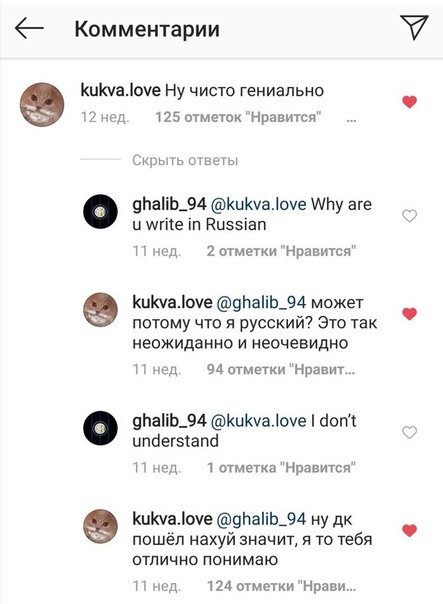 Комментарии
kukva.love Ну чисто гениально
12 нед. 125 отметок "Нравится" ...
Скрыть ответы
ghalib_94 @kukva.love Why are
u write in Russian
11 нед. 2 отметки "Нравится"
kukva.love @ghalib_94 может
потому что я русский? Это так
неожиданно и неочевидно
11 нед. 94 отметки "Нравит...
ghalib_94 @kukva.love I don't
understand
11 нед. 1 отметка "Нравится"
kukva.love @ghalib_94 ну дк
пошёл нахуй значит, я то тебя
отлично понимаю
11 нед. 124 отметки "Нрави...